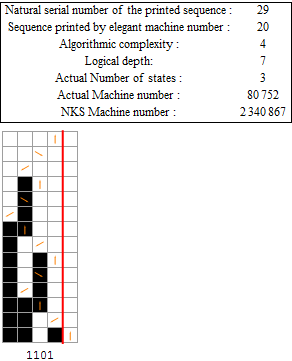 Natural serial number of the printed sequence : 29
Sequence printed by elegant machine number : 20
Algorithmic complexity : 4
Logical depth: 7
Actual Number of states : 3
Actual Machine number : 80 752
NKS Machine number : 2 340 867
1101